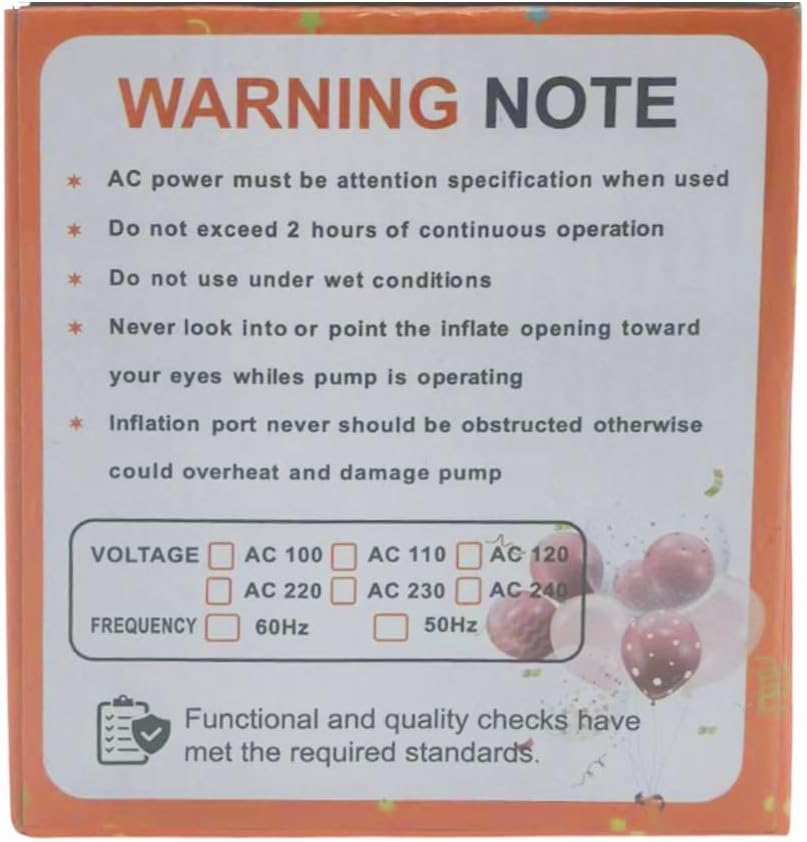 WARNING NOTE
AC power must be attention specification when used
Do not exceed 2 hours of continuous operation
Do not use under wet conditions
Never look into or point the inflate opening toward
your eyes whiles pump is operating
Inflation port never should be obstructed otherwise
could overheat and damage pump
VOLTAGE AC 100 AC 110 AC 120
AC 220 AC 230 AC 240
FREQUENCY 60Hz 50Hz
Functional and quality checks have
met the required standards.